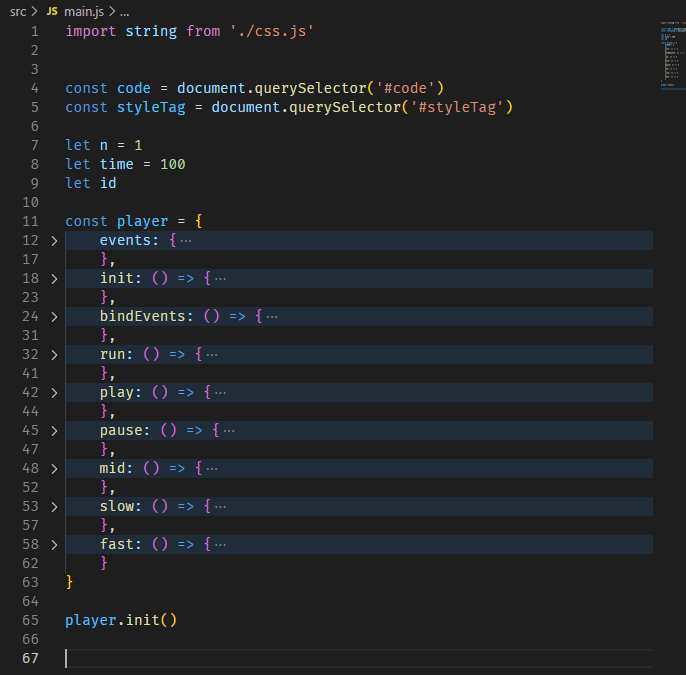 src > JS main.js > ...
1 import string from './css.js'
2
3
4 const code = document.querySelector('#code')
5 const styleTag = document.querySelector('#styleTag')
6
7 let n = 1
8 let time = 100
9 let id
10
11 const player = {
12 > events: {···
17 },
18 > init: () => {···
23 },
24 > bindEvents: () => {···
31 },
32 > run: () => {···
41 },
42 > play: () => {···
44 },
45 > pause: () => {···
47 },
48 > mid: () => {···
52 },
53 > slow: () => {···
57 },
58 > fast: () => {···
62 }
63 }
64
65 player.init()
66
67